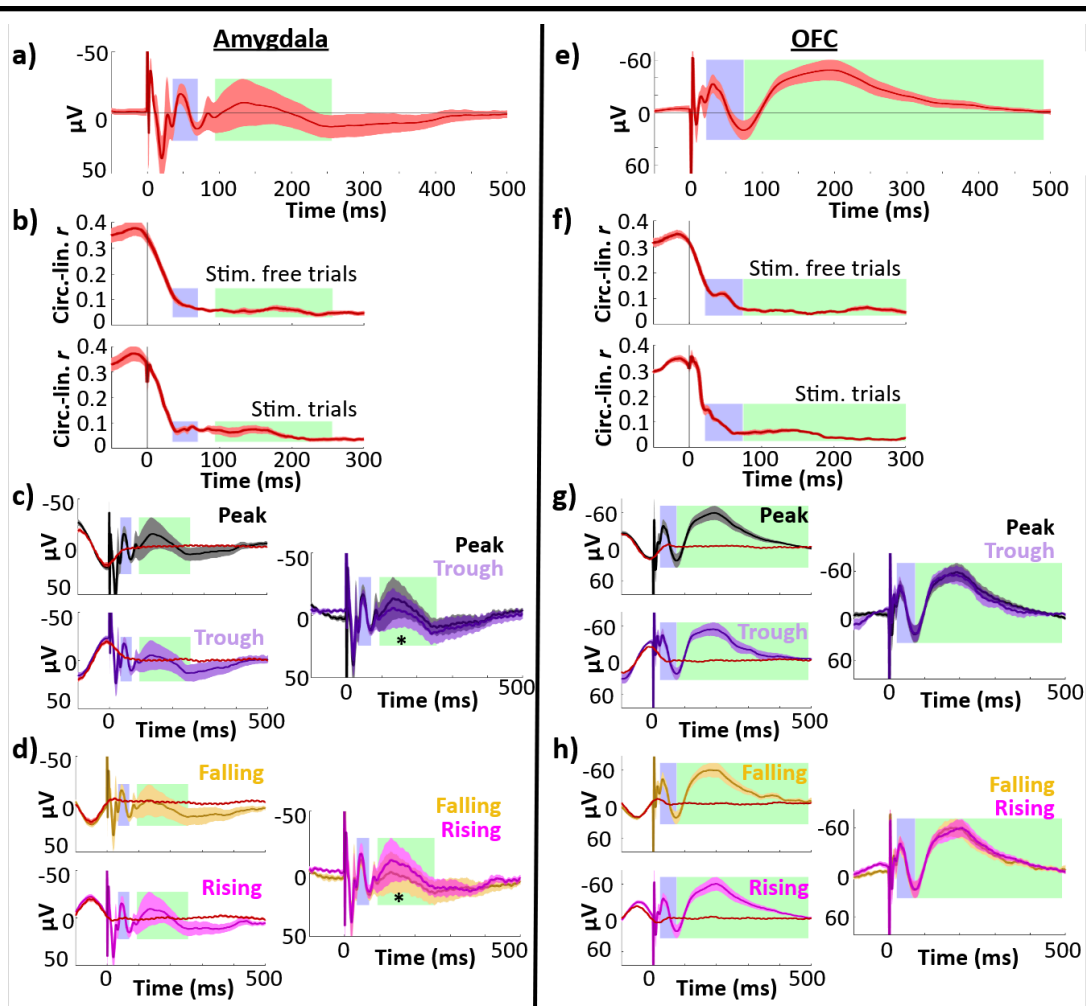 Amygdala
a)
-50
0
50
µV
0 100 200 300 400 500
Time (ms)
b)
0.4
0.3
0.2
0.1
0
Circ.-lin. r
Stim. free trials
0.4
0.3
0.2
0.1
0
Circ.-lin. r
Stim. trials
0 100 200 300
Time (ms)
c)
-50
0
50
µV
Peak
-50
0
50
µV
Trough
0 500
Time (ms)
-50
0
50
Peak
Trough
*
0 500
Time (ms)
d)
-50
0
50
µV
Falling
-50
0
50
µV
Rising
0 500
Time (ms)
-50
0
50
Falling
Rising
*
0 500
Time (ms)
OFC
e)
-60
0
60
µV
0 100 200 300 400 500
Time (ms)
f)
0.4
0.3
0.2
0.1
0
Circ.-lin. r
Stim. free trials
0.4
0.3
0.2
0.1
0
Circ.-lin. r
Stim. trials
0 100 200 300
Time (ms)
g)
-60
0
60
µV
Peak
-60
0
60
µV
Trough
0 500
Time (ms)
-60
0
60
Peak
Trough
0 500
Time (ms)
h)
-60
0
60
µV
Falling
-60
0
60
µV
Rising
0 500
Time (ms)
-60
0
60
Falling
Rising
0 500
Time (ms)